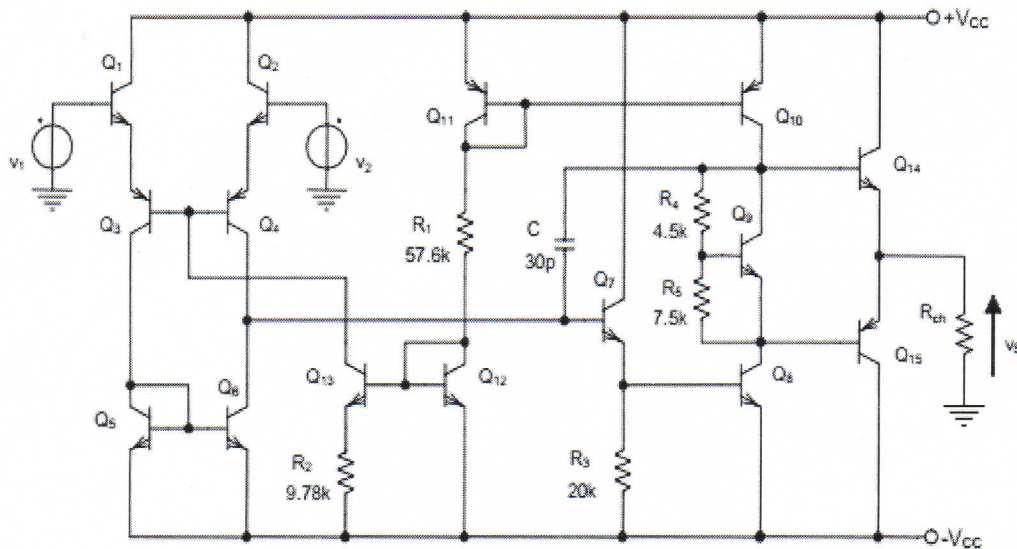 +Vcc
Q₁
Q₂
Q₁₁
Q₁₀
v₁
v₂
Q₁₄
Q₃
Q₄
R₁
57.6k
C
30p
R₄
4.5k
Q₉
Q₇
R₅
7.5k
Rch
vs
Q₁₅
Q₁₃
Q₁₂
Q₈
Q₅
Q₆
R₂
9.78k
R₃
20k
-Vcc